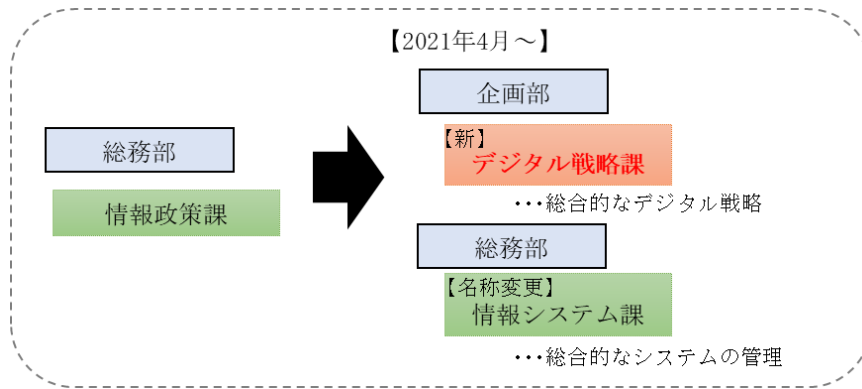 【2021年4月～】
企画部
総務部
【新】
デジタル戦略課
情報政策課
･･･総合的なデジタル戦略
総務部
【名称変更】
情報システム課
･･･総合的なシステムの管理